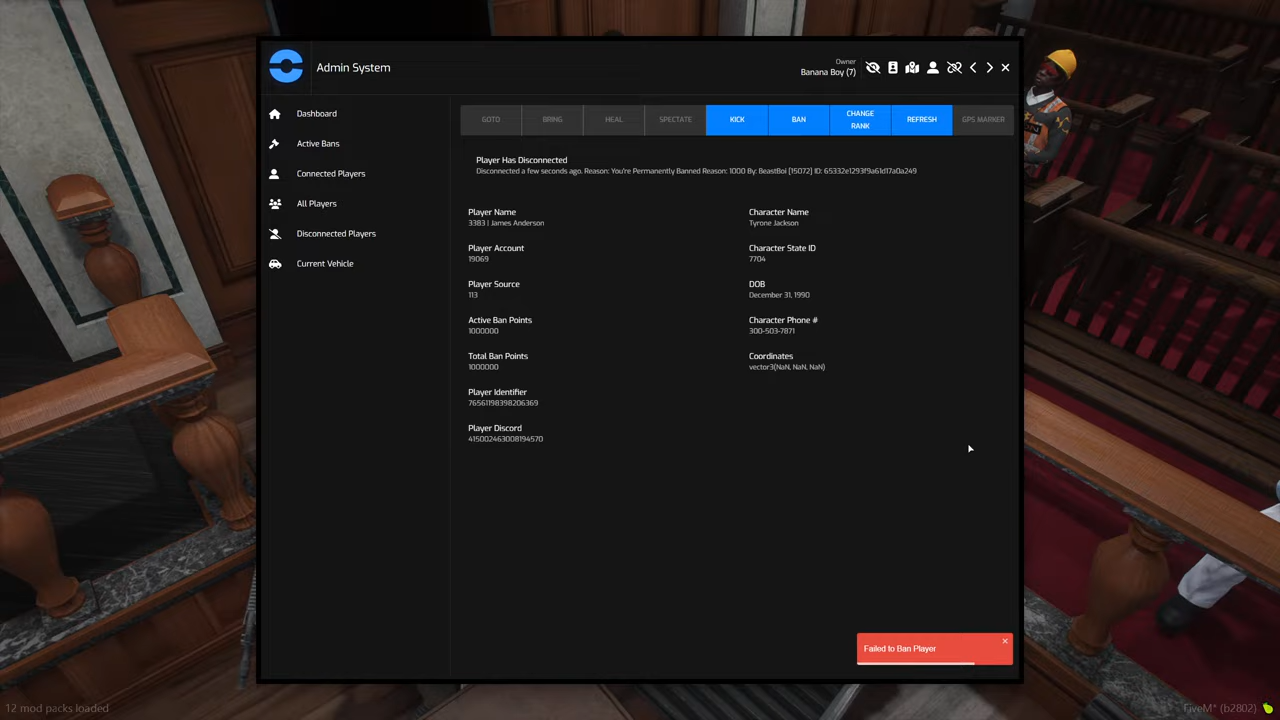 Admin System
Owner
Banana Boy (7)
Dashboard
Active Bans
Connected Players
All Players
Disconnected Players
Current Vehicle
GOTO
BRING
HEAL
SPECTATE
KICK
BAN
CHANGE
RANK
REFRESH
GPS MARKER
Player Has Disconnected
Disconnected a few seconds ago. Reason: You're Permanently Banned Reason: 100.0 By: BeastBoi [15072] ID: 65332e1293f9a61d17a0a249
Player Name
3383 | James Anderson
Player Account
19069
Player Source
113
Active Ban Points
1000000
Total Ban Points
1000000
Player Identifier
76561198398206369
Player Discord
415002463008194570
Character Name
Tyrone Jackson
Character State ID
7704
DOB
December 31, 1990
Character Phone #
300-503-7871
Coordinates
vector3(NaN, NaN, NaN)
Failed to Ban Player
12 mod packs loaded
FiveM* (b2802)